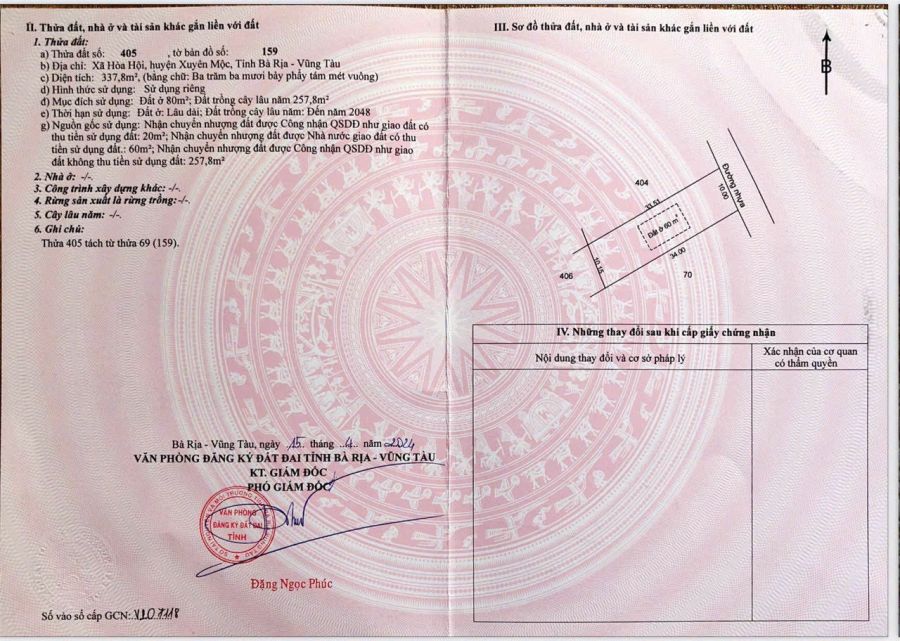 II. Thửa đất, nhà ở và tài sản khác gắn liền với đất
1. Thửa đất:
a) Thửa đất số: 405 , tờ bản đồ số: 159
b) Địa chỉ: Xã Hòa Hội, huyện Xuyên Mộc, Tỉnh Bà Rịa - Vũng Tàu
c) Diện tích: 337,8m², (bằng chữ: Ba trăm ba mươi bảy phẩy tám mét vuông)
d) Hình thức sử dụng: Sử dụng riêng
đ) Mục đích sử dụng: Đất ở 80m²; Đất trồng cây lâu năm 257,8m²
e) Thời hạn sử dụng: Đất ở: Lâu dài; Đất trồng cây lâu năm: Đến năm 2048
g) Nguồn gốc sử dụng: Nhận chuyển nhượng đất được Công nhận QSDĐ như giao đất có
thu tiền sử dụng đất: 20m²; Nhận chuyển nhượng đất được Nhà nước giao đất có thu
tiền sử dụng đất.: 60m²; Nhận chuyển nhượng đất được Công nhận QSDĐ như giao
đất không thu tiền sử dụng đất: 257,8m²
2. Nhà ở: -/-.
3. Công trình xây dựng khác: -/-.
4. Rừng sản xuất là rừng trồng:-/-.
5. Cây lâu năm: -/-.
6. Ghi chú:
Thửa 405 tách từ thửa 69 (159).
Bà Rịa - Vũng Tàu, ngày 15 tháng 4 năm 2024
VĂN PHÒNG ĐĂNG KÝ ĐẤT ĐAI TỈNH BÀ RỊA - VŨNG TÀU
KT. GIÁM ĐỐC
PHÓ GIÁM ĐỐC
VĂN PHÒNG
ĐĂNG KÝ ĐẤT ĐAI
TỈNH
Đặng Ngọc Phúc
Số vào sổ cấp GCN:
III. Sơ đồ thửa đất, nhà ở và tài sản khác gắn liền với đất
B
Đường nhựa
404
10.00
33.51
Đất ở 60 m²
34.00
10.15
406
70
IV. Những thay đổi sau khi cấp giấy chứng nhận
Nội dung thay đổi và cơ sở pháp lý
Xác nhận của cơ quan
có thẩm quyền